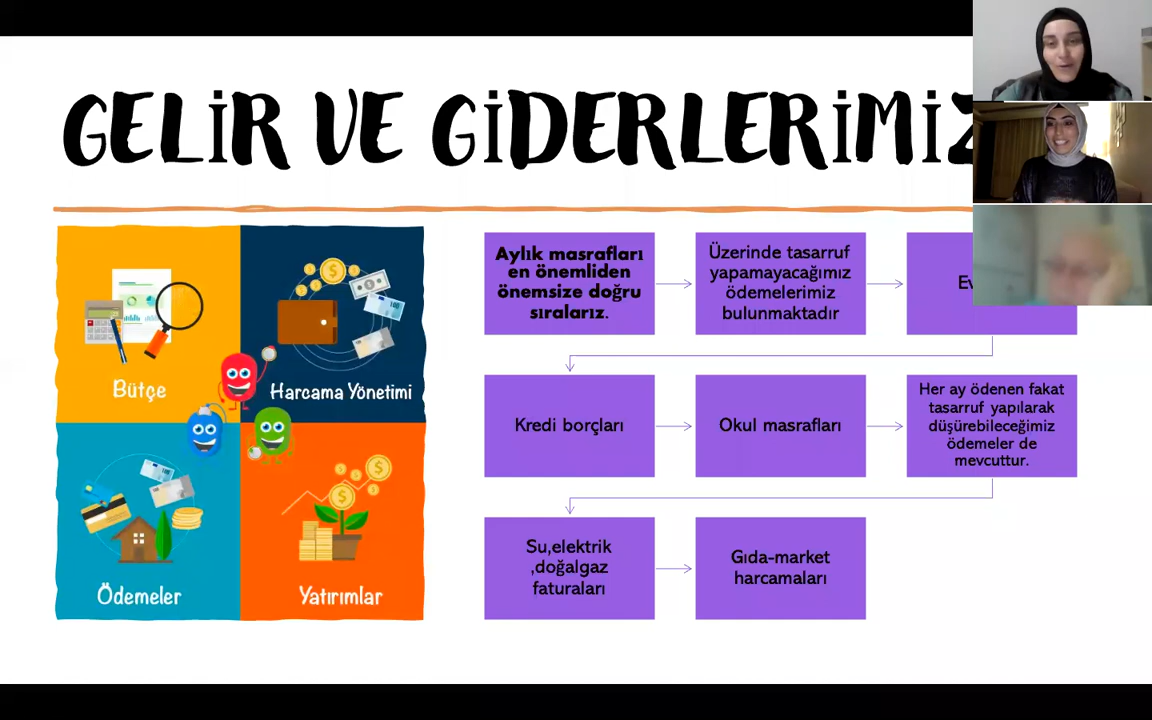 GELİR VE GİDERLERİMİZ
Bütçe
Harcama Yönetimi
Ödemeler
Yatırımlar
Aylık masrafları
en önemliden
önemsize doğru
sıralarız.
Üzerinde tasarruf
yapamayacağımız
ödemelerimiz
bulunmaktadır
Kredi borçları
Okul masrafları
Her ay ödenen fakat
tasarruf yapılarak
düşürebileceğimiz
ödemeler de
mevcuttur.
Su,elektrik
,doğalgaz
faturaları
Gıda-market
harcamaları